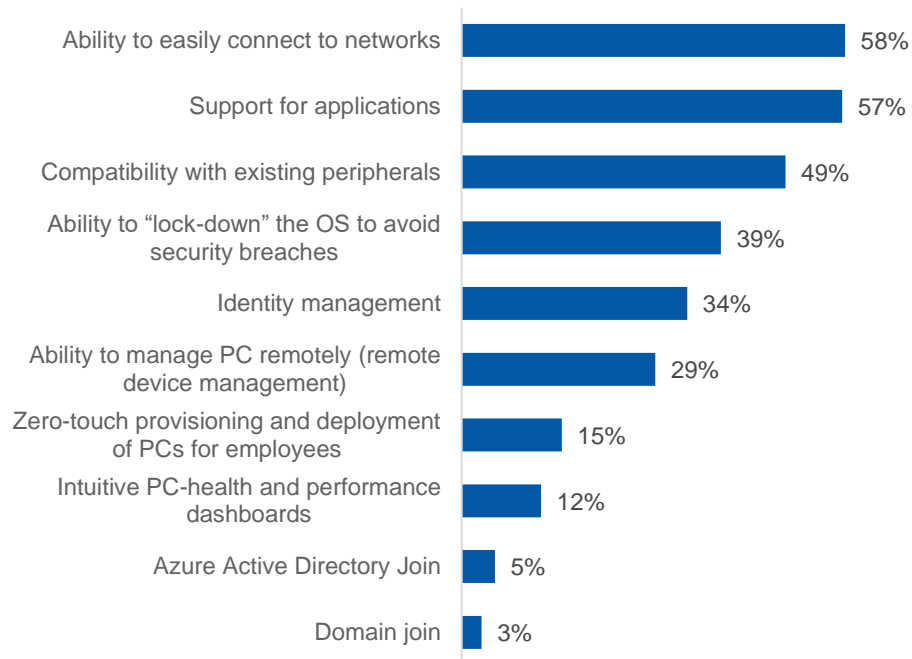 Ability to easily connect to networks 58%
Support for applications 57%
Compatibility with existing peripherals 49%
Ability to “lock-down” the OS to avoid
security breaches 39%
Identity management 34%
Ability to manage PC remotely (remote
device management) 29%
Zero-touch provisioning and deployment
of PCs for employees 15%
Intuitive PC-health and performance
dashboards 12%
Azure Active Directory Join 5%
Domain join 3%